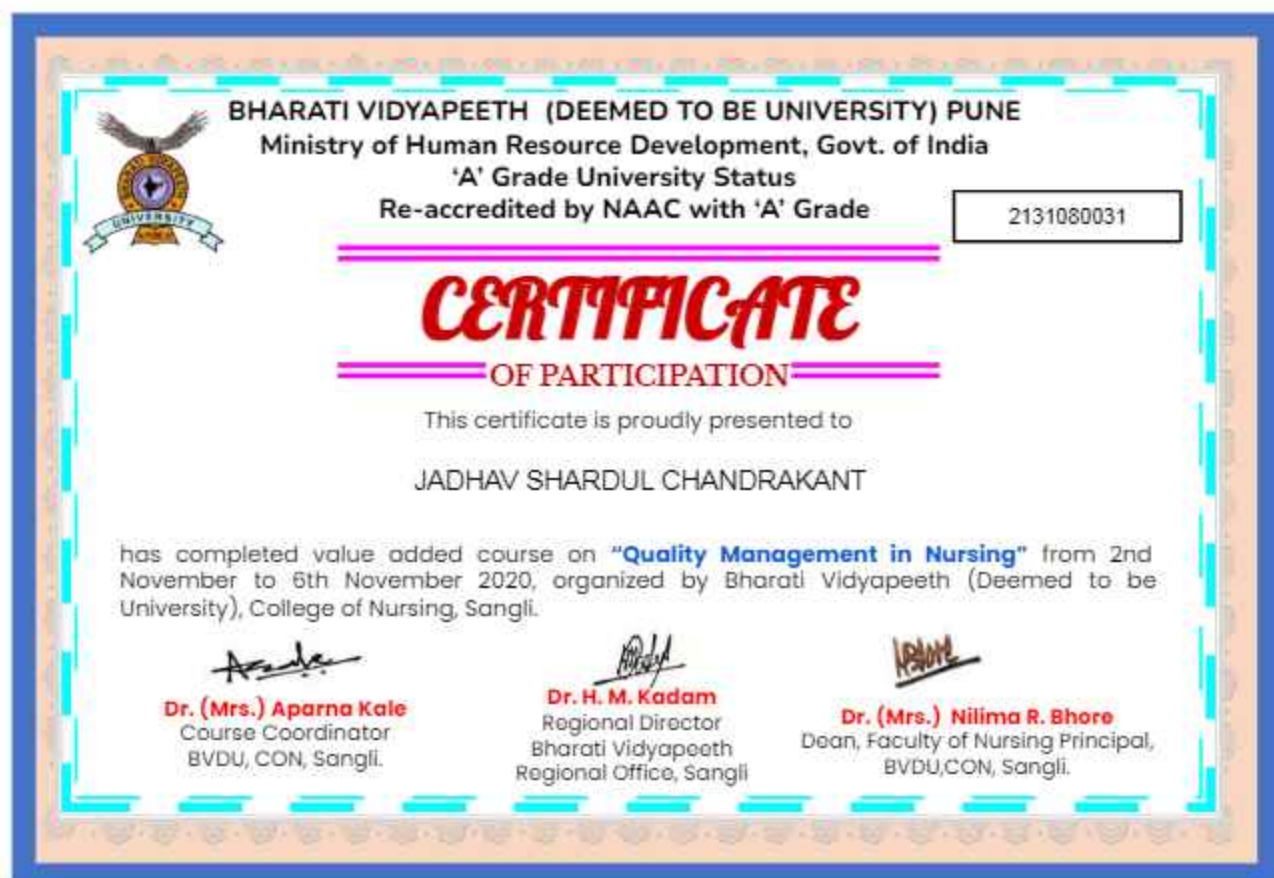 BHARATI VIDYAPEETH (DEEMED TO BE UNIVERSITY) PUNE
Ministry of Human Resource Development, Govt. of India
‘A’ Grade University Status
Re-accredited by NAAC with ‘A’ Grade
2131080031
BHARATI VIDYAPEETH
UNIVERSITY
CERTIFICATE
OF PARTICIPATION
This certificate is proudly presented to
JADHAV SHARDUL CHANDRAKANT
has completed value added course on “Quality Management in Nursing” from 2nd
November to 6th November 2020, organized by Bharati Vidyapeeth (Deemed to be
University), College of Nursing, Sangli.
Dr. (Mrs.) Aparna Kale
Course Coordinator
BVDU, CON, Sangli.
Dr. H. M. Kadam
Regional Director
Bharati Vidyapeeth
Regional Office, Sangli
Dr. (Mrs.) Nilima R. Bhore
Dean, Faculty of Nursing Principal,
BVDU,CON, Sangli.